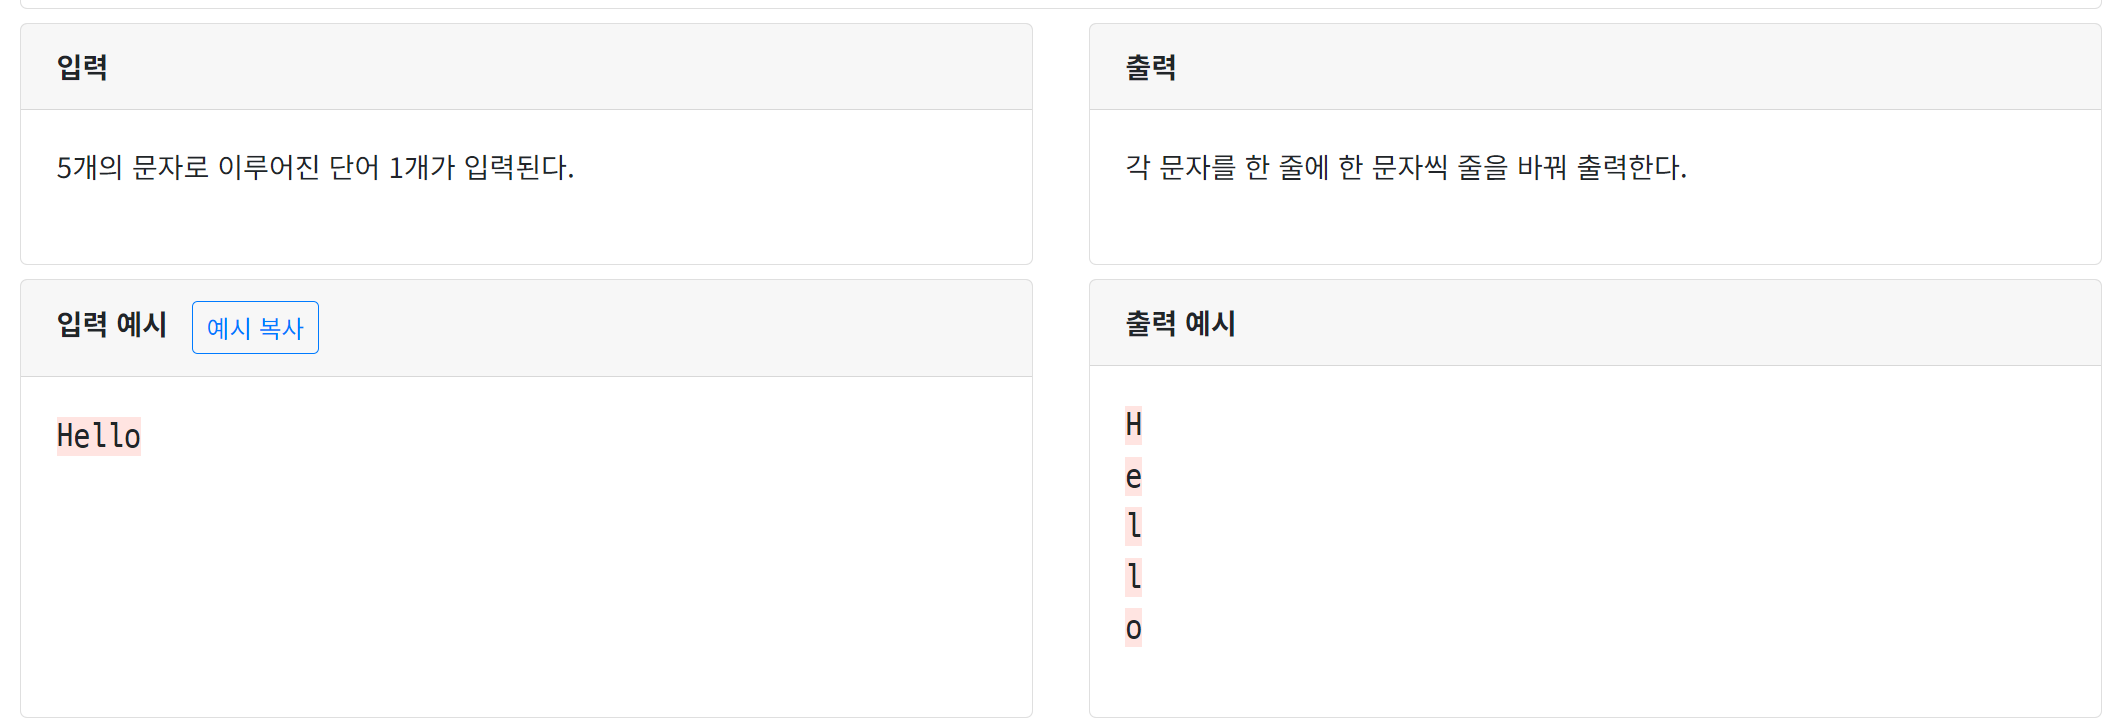 입력
5개의 문자로 이루어진 단어 1개가 입력된다.
출력
각 문자를 한 줄에 한 문자씩 줄을 바꿔 출력한다.
입력 예시 예시 복사
Hello
출력 예시
H
e
l
l
o